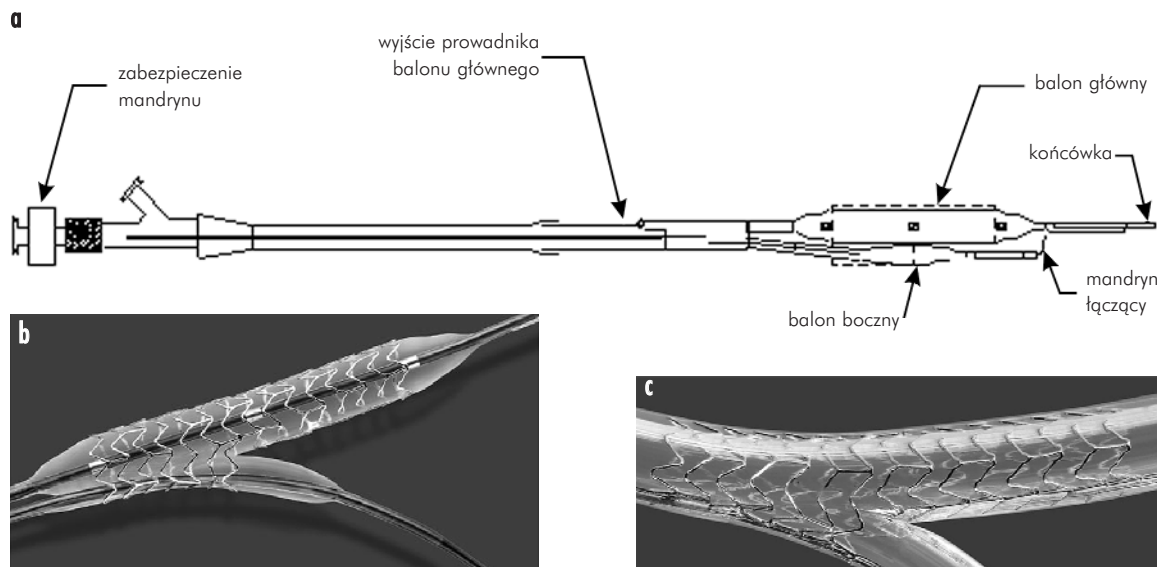 a
wyjście prowadnika
balonu głównego
zabezpieczenie
mandrynu
balon główny
końcówka
mandryn
łączący
balon boczny
b
c